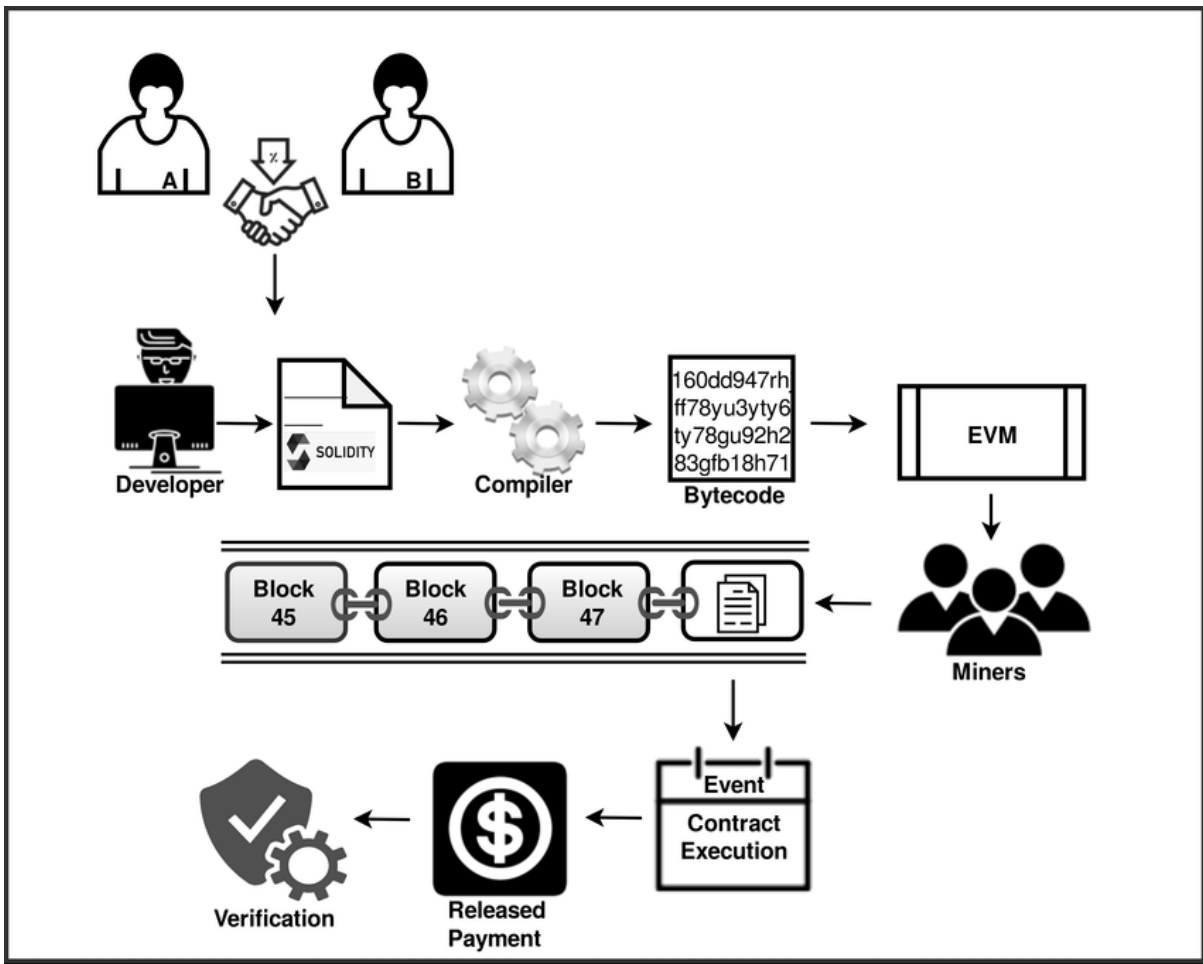 A
B
%
SOLIDITY
160dd947rh
ff78yu3yty6
ty78gu92h2
83gfb18h71
EVM
Developer
Compiler
Bytecode
Block
45
Block
46
Block
47
Miners
Event
Contract
Execution
Verification
Released
Payment